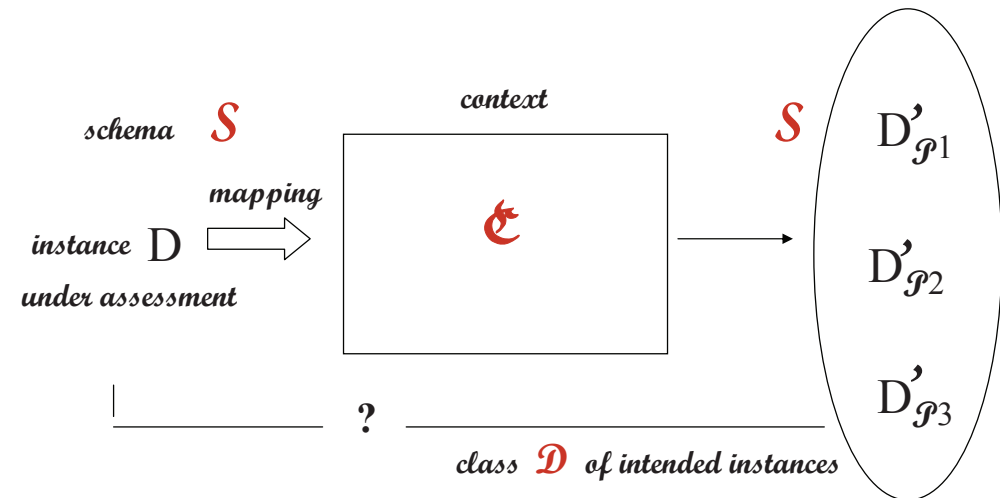 context
schema S
S
mapping
ℭ
instance D
under assessment
D'𝒫1
D'𝒫2
D'𝒫3
?
class 𝒟 of intended instances